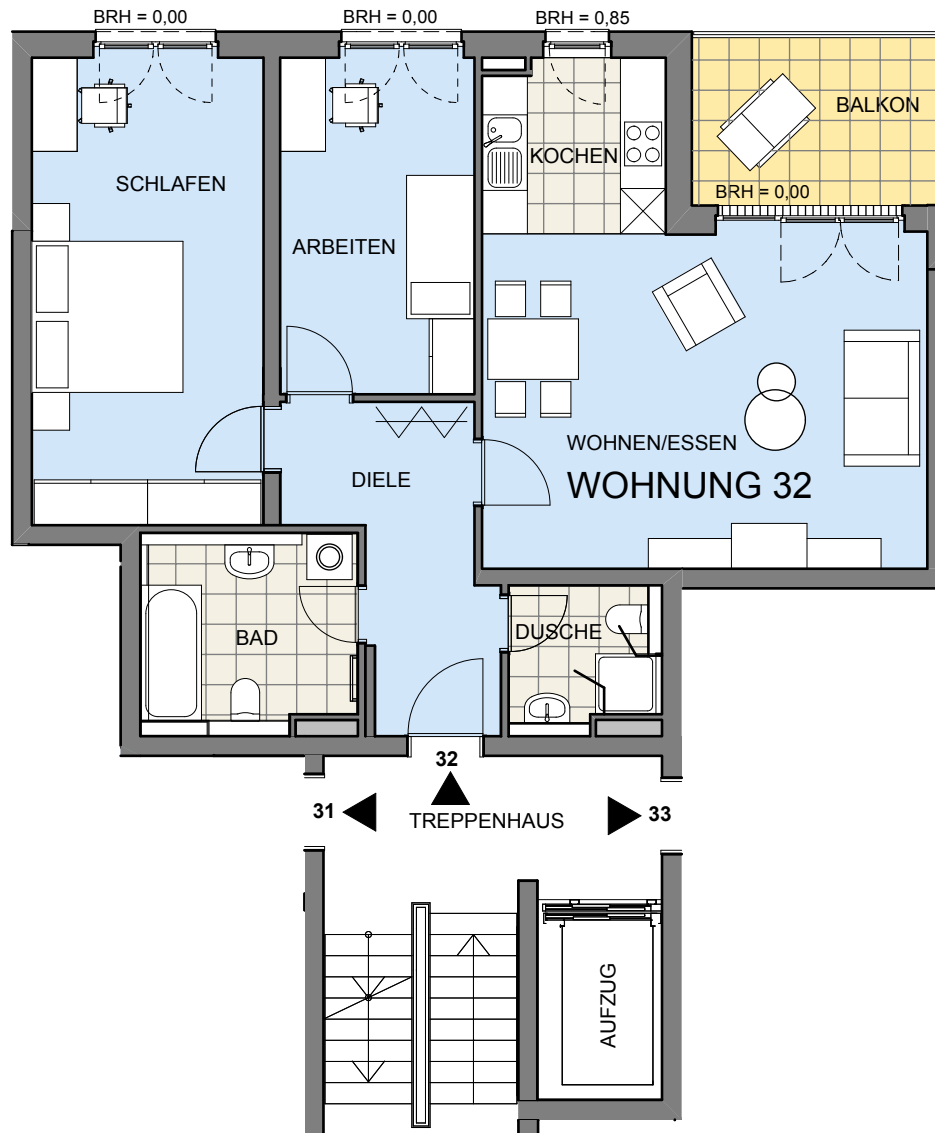 BRH = 0,00
BRH = 0,00
BRH = 0,85
BALKON
KOCHEN
SCHLAFEN
BRH = 0,00
ARBEITEN
WOHNEN/ESSEN
DIELE
WOHNUNG 32
BAD
DUSCHE
32
31
33
TREPPENHAUS
AUFZUG